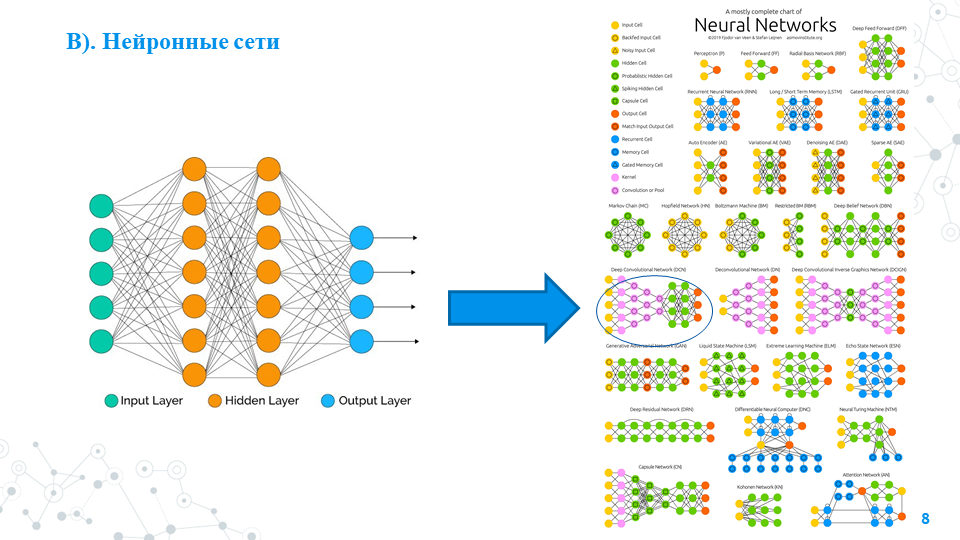 В). Нейронные сети
Input Layer
Hidden Layer
Output Layer
A mostly complete chart of
Neural Networks
©2019 Fjodor van Veen & Stefan Leijnen asimovinstitute.org
Input Cell
Backfed Input Cell
Noisy Input Cell
Hidden Cell
Probablistic Hidden Cell
Spiking Hidden Cell
Capsule Cell
Output Cell
Match Input Output Cell
Recurrent Cell
Memory Cell
Gated Memory Cell
Kernel
Convolution or Pool
Deep Feed Forward (DFF)
Perceptron (P)
Feed Forward (FF)
Radial Basis Network (RBF)
Recurrent Neural Network (RNN)
Long / Short Term Memory (LSTM)
Gated Recurrent Unit (GRU)
Auto Encoder (AE)
Variational AE (VAE)
Denoising AE (DAE)
Sparse AE (SAE)
Markov Chain (MC)
Hopfield Network (HN)
Boltzmann Machine (BM)
Restricted BM (RBM)
Deep Belief Network (DBN)
Deep Convolutional Network (DCN)
Deconvolutional Network (DN)
Deep Convolutional Inverse Graphics Network (DCIGN)
Generative Adversarial Network (GAN)
Liquid State Machine (LSM)
Extreme Learning Machine (ELM)
Echo State Network (ESN)
Deep Residual Network (DRN)
Differentiable Neural Computer (DNC)
Neural Turing Machine (NTM)
Capsule Network (CN)
Kohonen Network (KN)
Attention Network (AN)
8